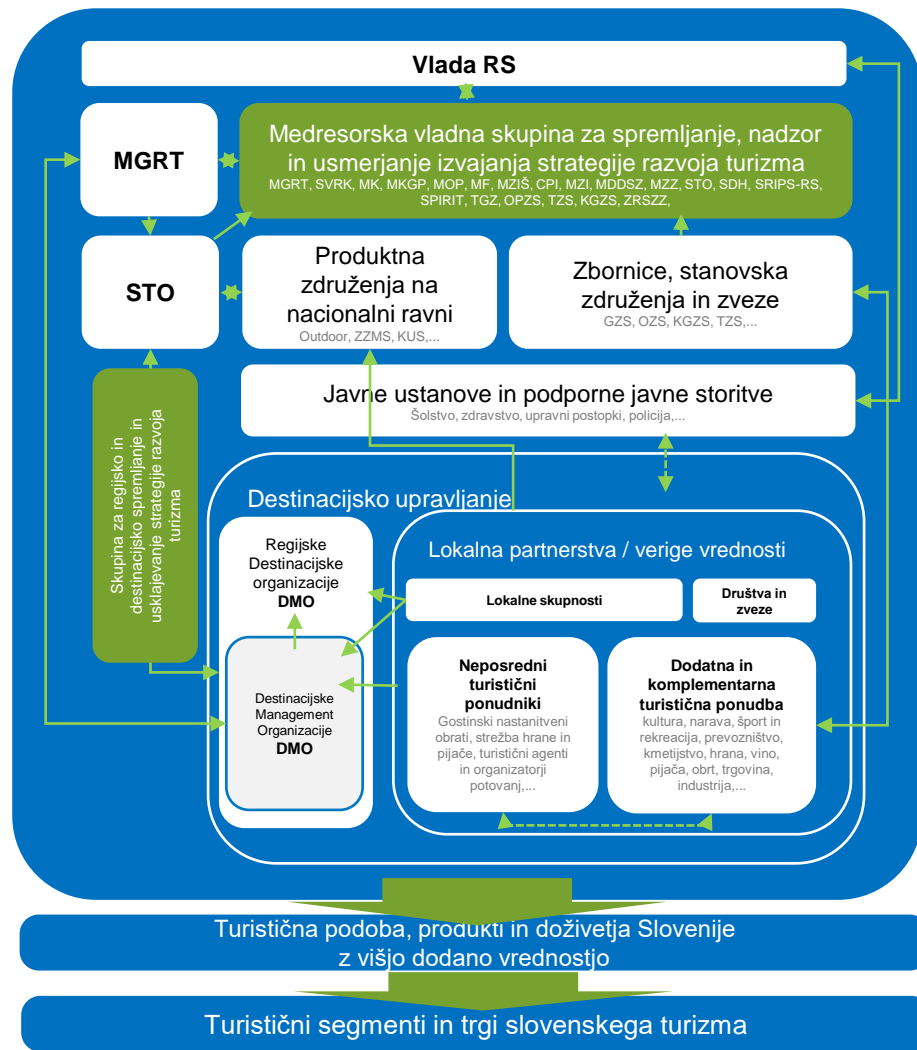 Vlada RS
MGRT
Medresorska vladna skupina za spremljanje, nadzor
in usmerjanje izvajanja strategije razvoja turizma
MGRT, SVRK, MK, MKGP, MOP, MF, MZIŠ, CPI, MZI, MDDSZ, MZZ, STO, SDH, SRIPS-RS,
SPIRIT, TGZ, OPZS, TZS, KGZS, ZRSZZ,
STO
Produktna
združenja na
nacionalni ravni
Outdoor, ZZMS, KUS,...
Zbornice, stanovska
združenja in zveze
GZS, OZS, KGZS, TZS,...
Javne ustanove in podporne javne storitve
Šolstvo, zdravstvo, upravni postopki, policija,...
Skupina za regijsko in
destinacijsko spremljanje in
usklajevanje strategije razvoja
turizma
Destinacijsko upravljanje
Regijske
Destinacijske
organizacije
DMO
Destinacijske
Management
Organizacije
DMO
Lokalna partnerstva / verige vrednosti
Lokalne skupnosti
Društva in
zveze
Neposredni
turistični
ponudniki
Gostinski nastanitveni
obrati, strežba hrane in
pijače, turistični agenti
in organizatorji
potovanj,...
Dodatna in
komplementarna
turistična ponudba
kultura, narava, šport in
rekreacija, prevozništvo,
kmetijstvo, hrana, vino,
pijača, obrt, trgovina,
industrija,...
Turistična podoba, produkti in doživetja Slovenije
z višjo dodano vrednostjo
Turistični segmenti in trgi slovenskega turizma